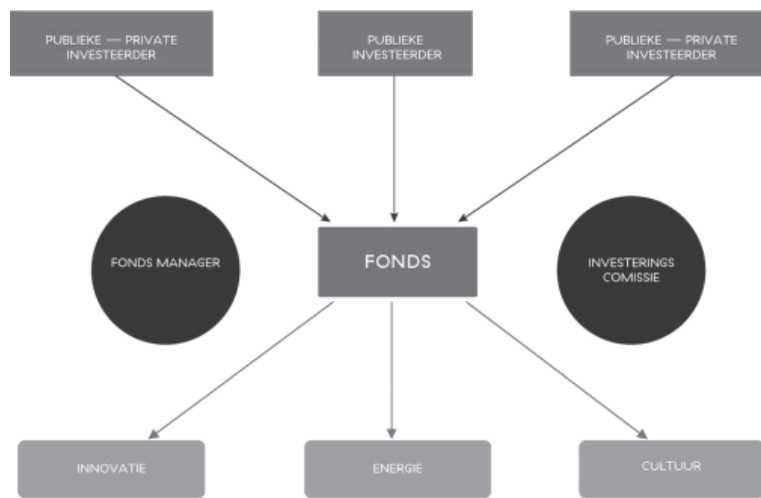 PUBLIEKE — PRIVATE
INVESTEERDER
PUBLIEKE
INVESTEERDER
PUBLIEKE — PRIVATE
INVESTEERDER
FONDS MANAGER
FONDS
INVESTERINGS
COMISSIE
INNOVATIE
ENERGIE
CULTUUR